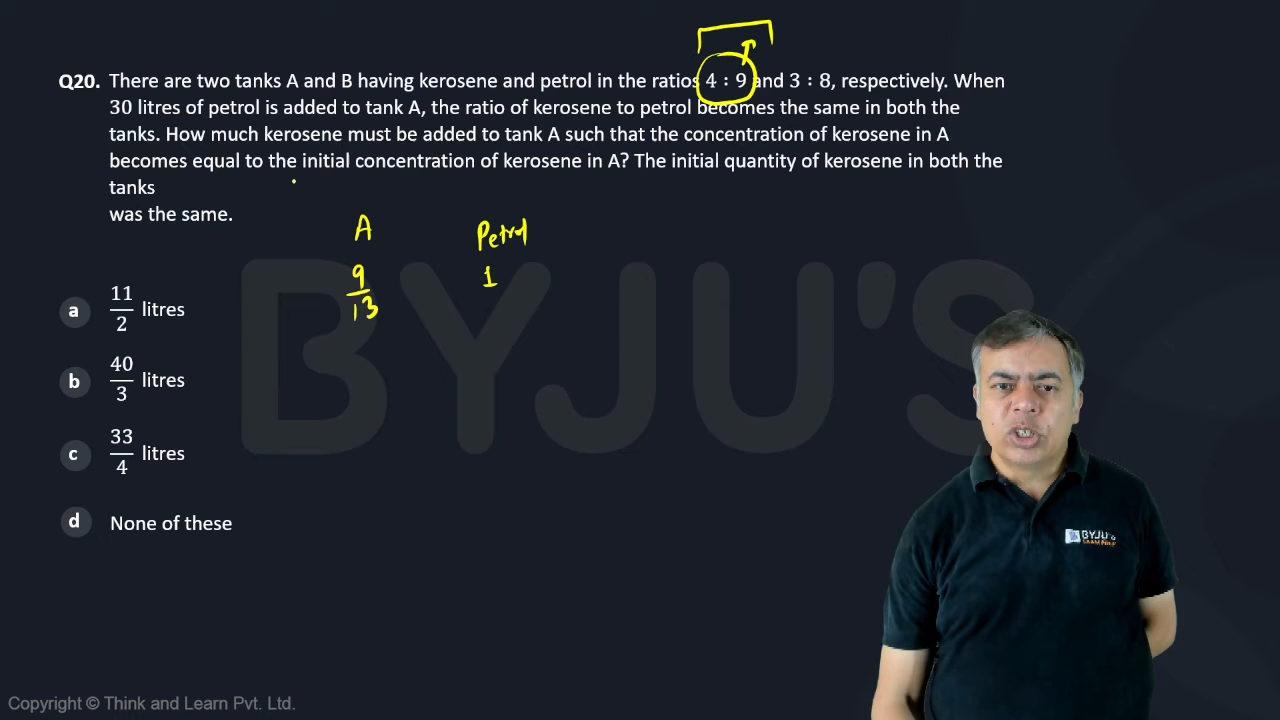 Q20. There are two tanks A and B having kerosene and petrol in the ratios 4 : 9 and 3 : 8, respectively. When
30 litres of petrol is added to tank A, the ratio of kerosene to petrol becomes the same in both the
tanks. How much kerosene must be added to tank A such that the concentration of kerosene in A
becomes equal to the initial concentration of kerosene in A? The initial quantity of kerosene in both the
tanks
was the same.
A Petrol
9/13 1
a 11/2 litres
b 40/3 litres
c 33/4 litres
d None of these
BYJU'S
BYJU'S
Copyright © Think and Learn Pvt. Ltd.